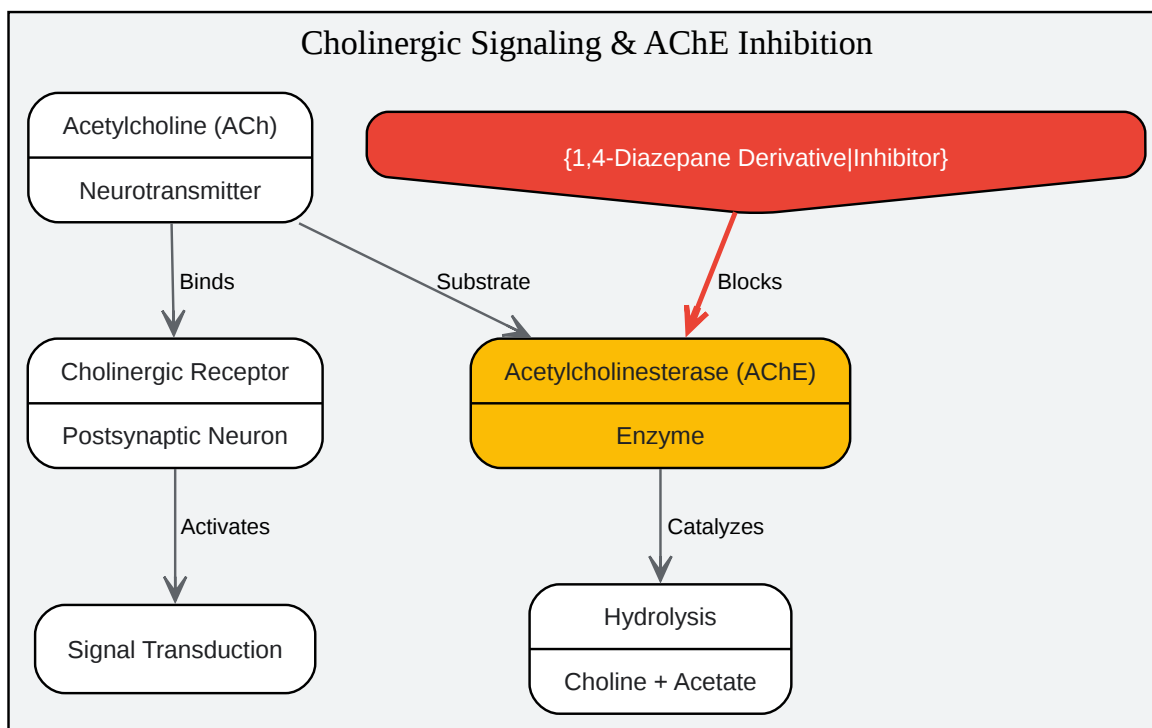 Cholinergic Signaling & AChE Inhibition
Acetylcholine (ACh)
Neurotransmitter
{1,4-Diazepane Derivative|Inhibitor}
Binds
Substrate
Blocks
Cholinergic Receptor
Postsynaptic Neuron
Acetylcholinesterase (AChE)
Enzyme
Activates
Catalyzes
Signal Transduction
Hydrolysis
Choline + Acetate